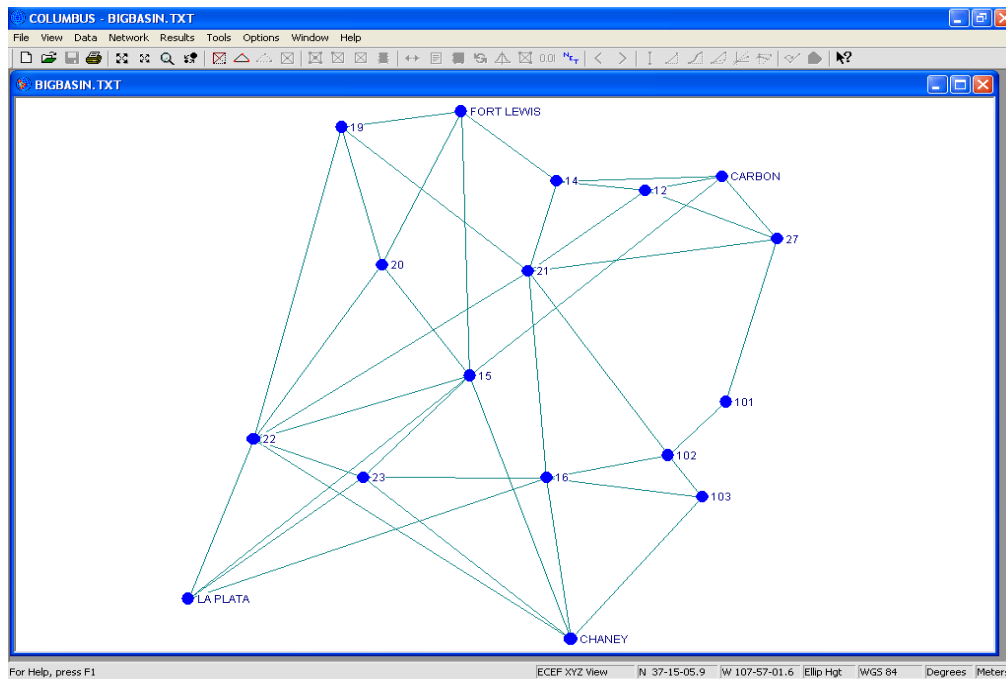 COLUMBUS - BIGBASIN.TXT
File View Data Network Results Tools Options Window Help
0.01 N E T
BIGBASIN.TXT
FORT LEWIS
19
14
CARBON
12
27
20
21
15
101
22
102
23
16
103
LA PLATA
CHANEY
For Help, press F1 ECEF XYZ View N 37-15-05.9 W 107-57-01.6 Ellip Hgt WGS 84 Degrees Meter